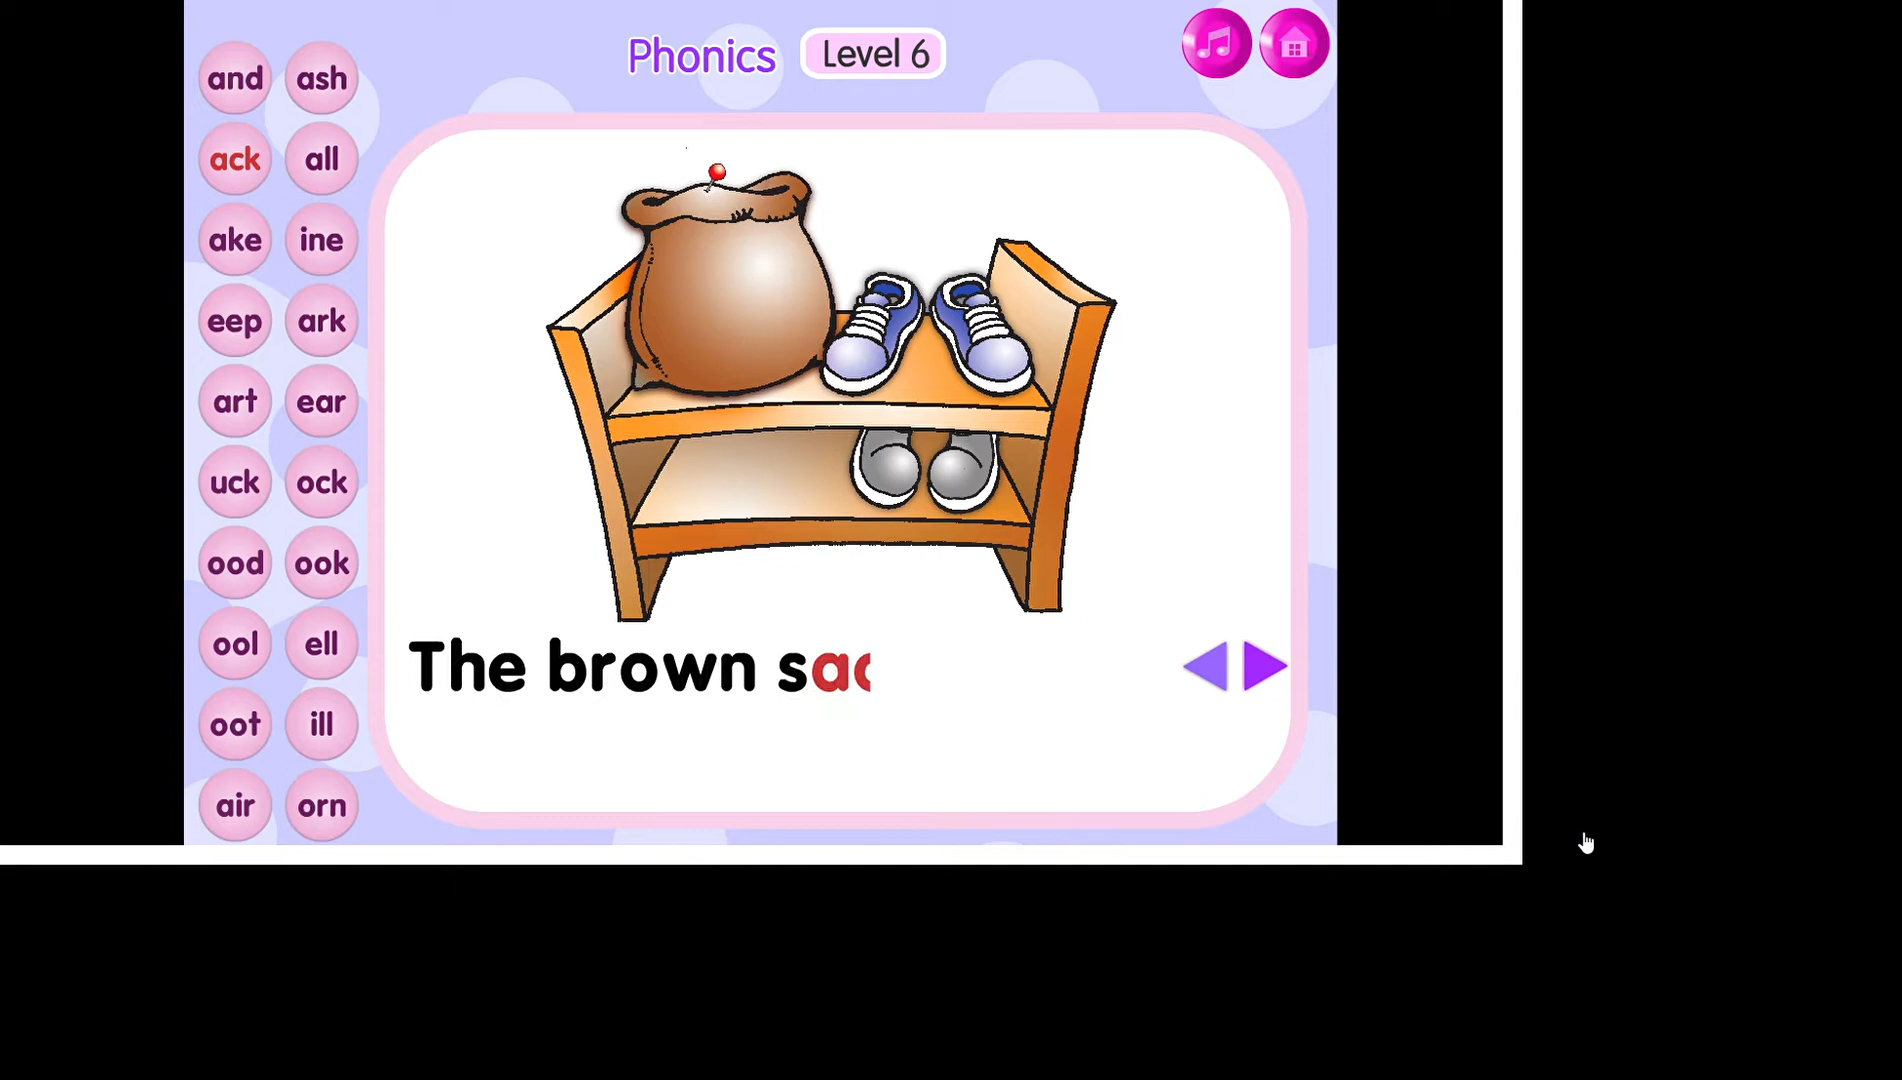 Phonics Level 6
and ash
ack all
ake ine
eep ark
art ear
uck ock
ood ook
ool ell
oot ill
air orn
The brown sac